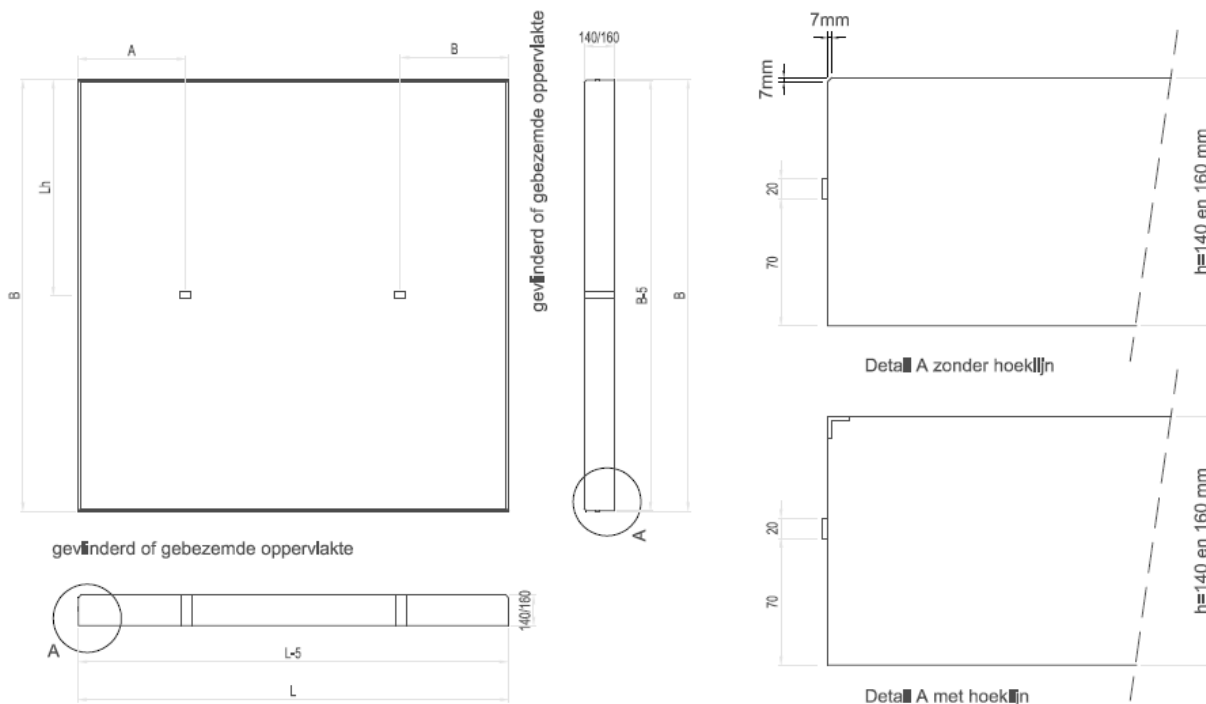 A
B
gevlinderd of gebezemde oppervlakte
140/160
7mm
7mm
Lh
B
B-5
B
20
70
h=140 en 160 mm
Detail A zonder hoeklijn
A
gevlinderd of gebezemde oppervlakte
140/160
A
L-5
L
20
70
h=140 en 160 mm
Detail A met hoeklijn